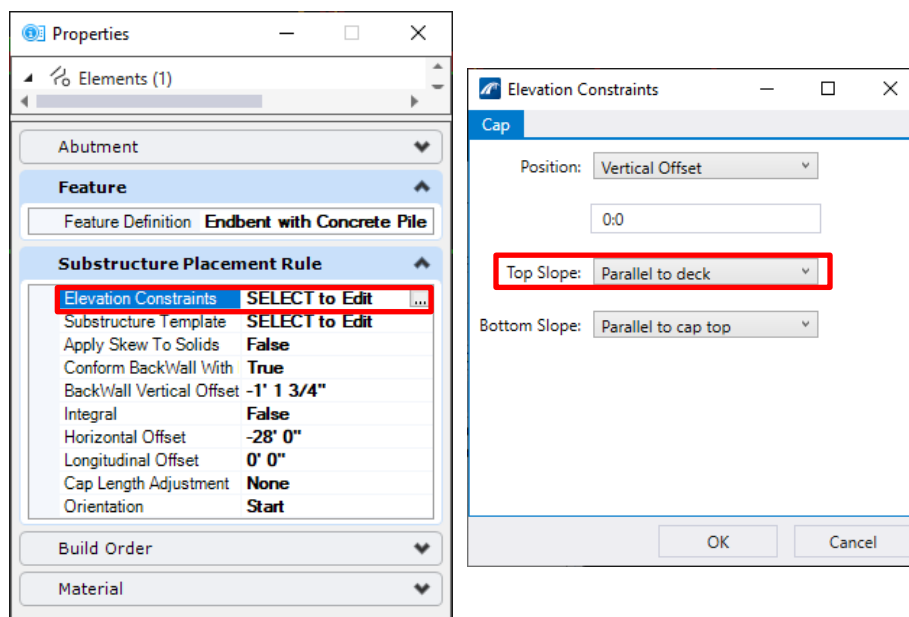 Properties
Elements (1)
Abutment
Feature
Feature Definition Endbent with Concrete Pile
Substructure Placement Rule
Elevation Constraints SELECT to Edit ...
Substructure Template SELECT to Edit
Apply Skew To Solids False
Conform BackWall With True
BackWall Vertical Offset -1' 1 3/4"
Integral False
Horizontal Offset -28' 0"
Longitudinal Offset 0' 0"
Cap Length Adjustment None
Orientation Start
Build Order
Material
Elevation Constraints
Cap
Position: Vertical Offset
0:0
Top Slope: Parallel to deck
Bottom Slope: Parallel to cap top
OK Cancel